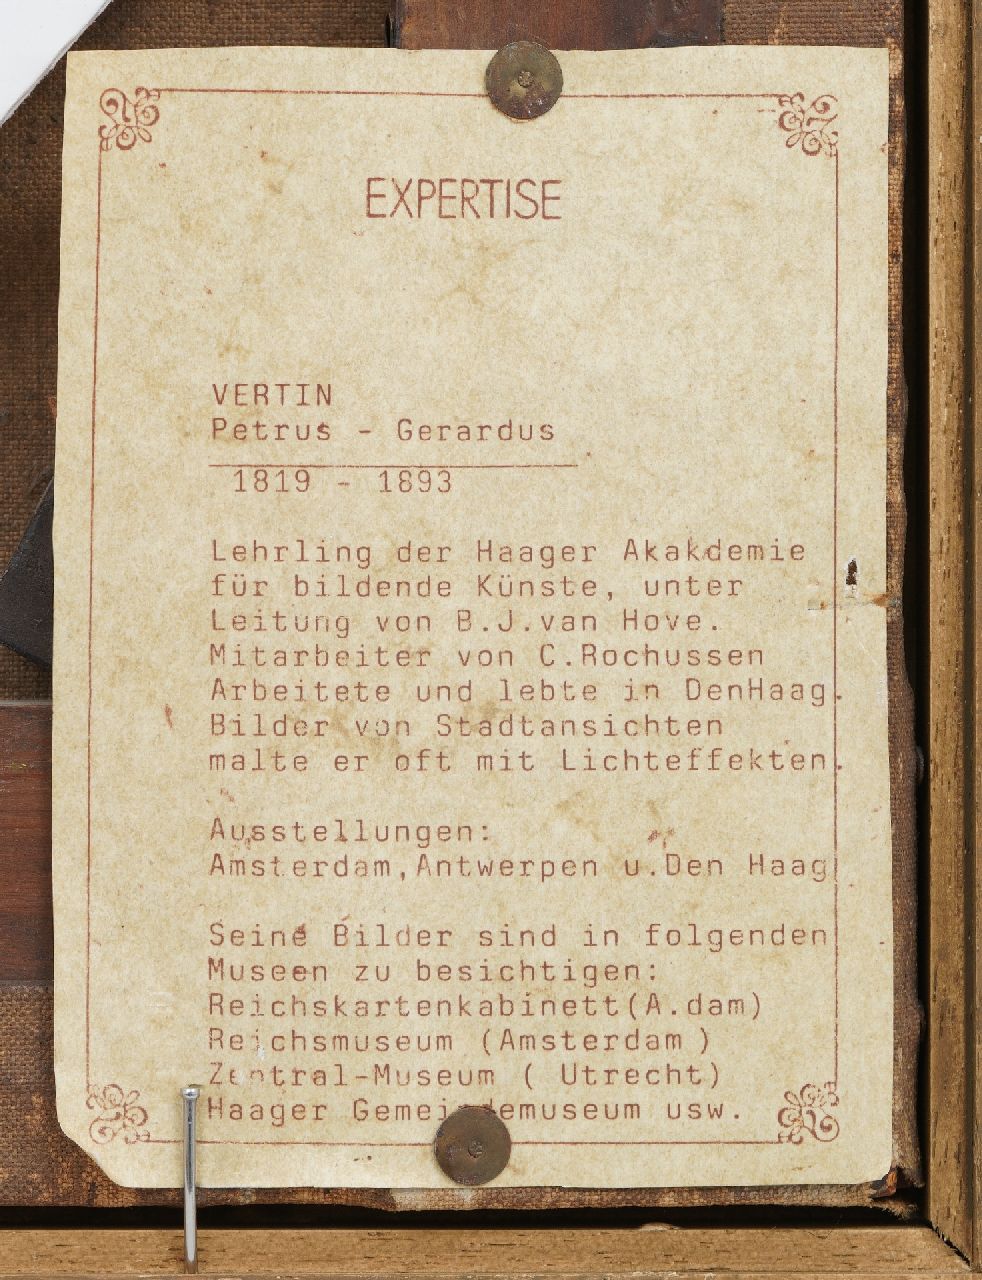 EXPERTISE
VERTIN
Petrus - Gerardus
1819 - 1893
Lehrling der Haager Akakdemie
für bildende Künste, unter
Leitung von B.J.van Hove.
Mitarbeiter von C.Rochussen
Arbeitete und lebte in DenHaag.
Bilder von Stadtansichten
malte er oft mit Lichteffekten.
Ausstellungen:
Amsterdam,Antwerpen u.Den Haag
Seine Bilder sind in folgenden
Museen zu besichtigen:
Reichskartenkabinett(A.dam)
Reichsmuseum (Amsterdam )
Zentral-Museum ( Utrecht)
Haager Gemeindemuseum usw.